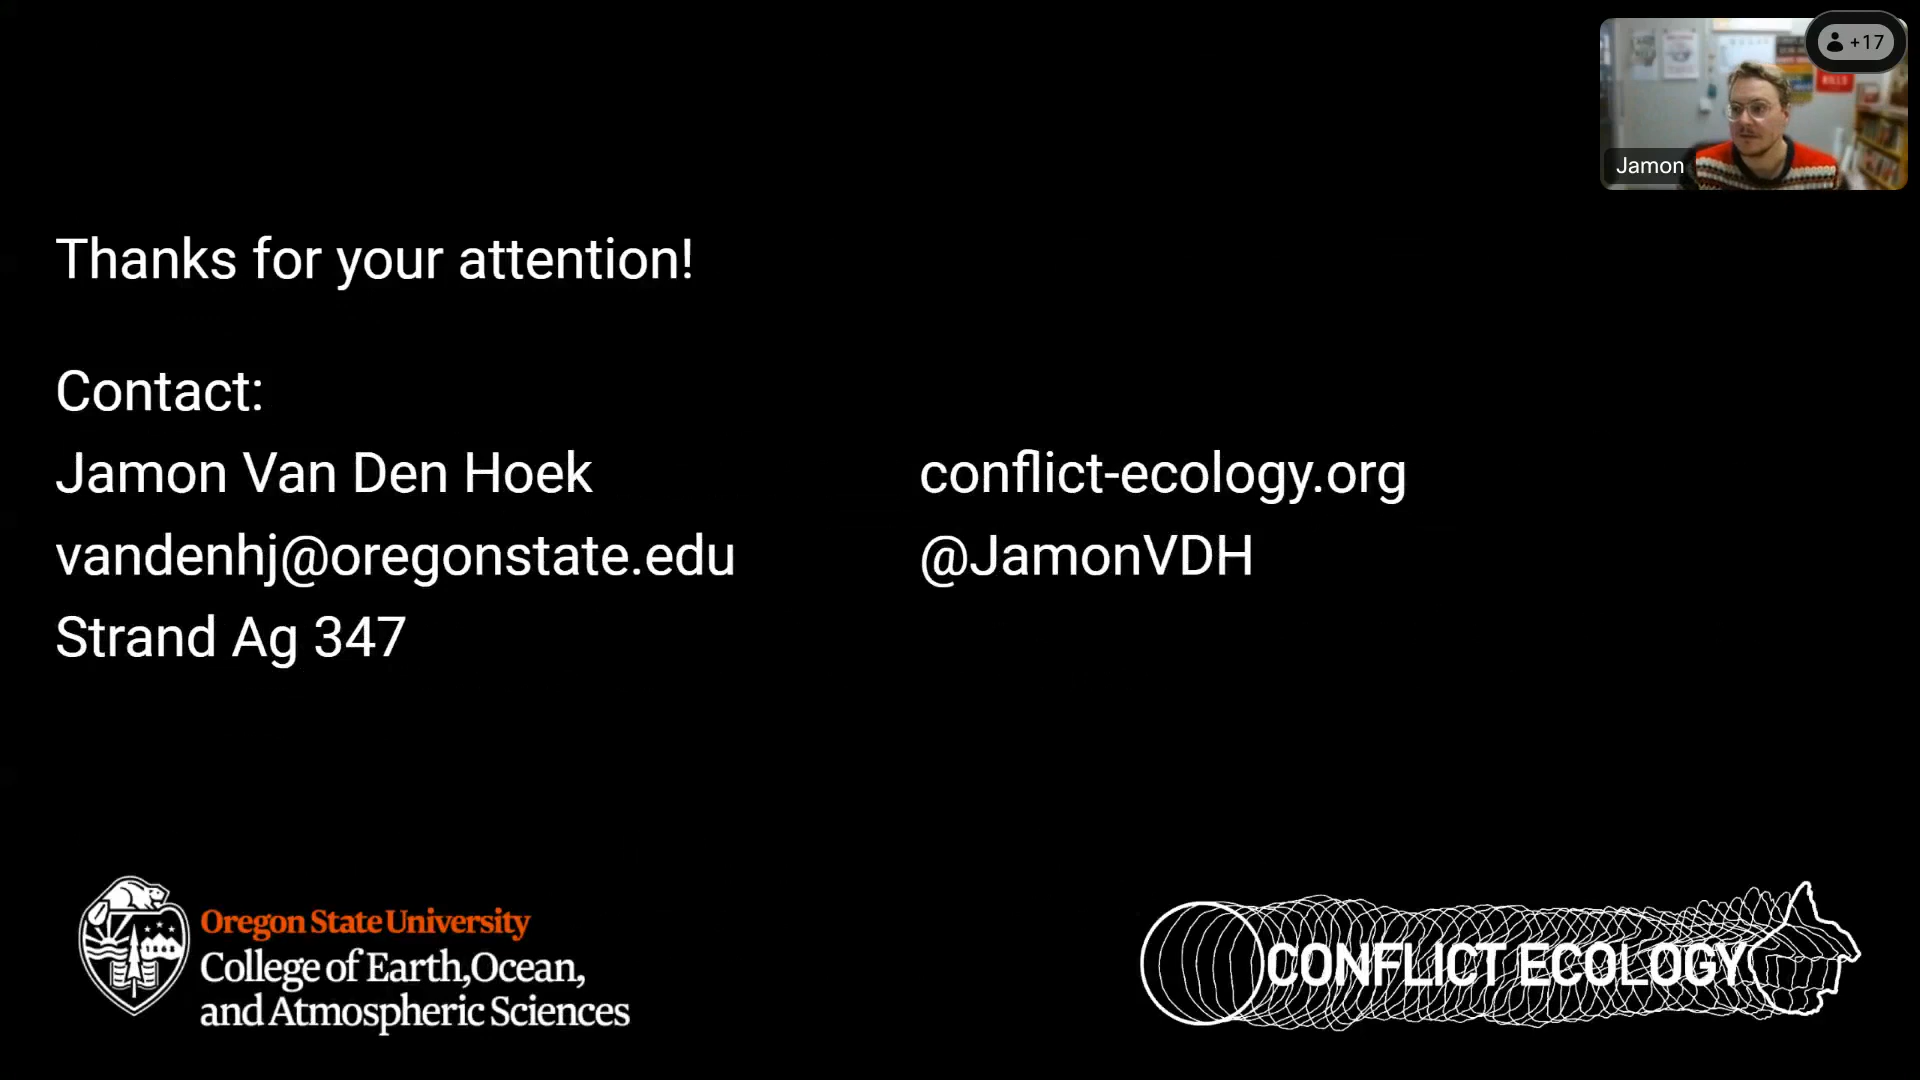 +17
Jamon
Thanks for your attention!
Contact:
Jamon Van Den Hoek
vandenhj@oregonstate.edu
Strand Ag 347
conflict-ecology.org
@JamonVDH
Oregon State University
College of Earth, Ocean,
and Atmospheric Sciences
CONFLICT ECOLOGY